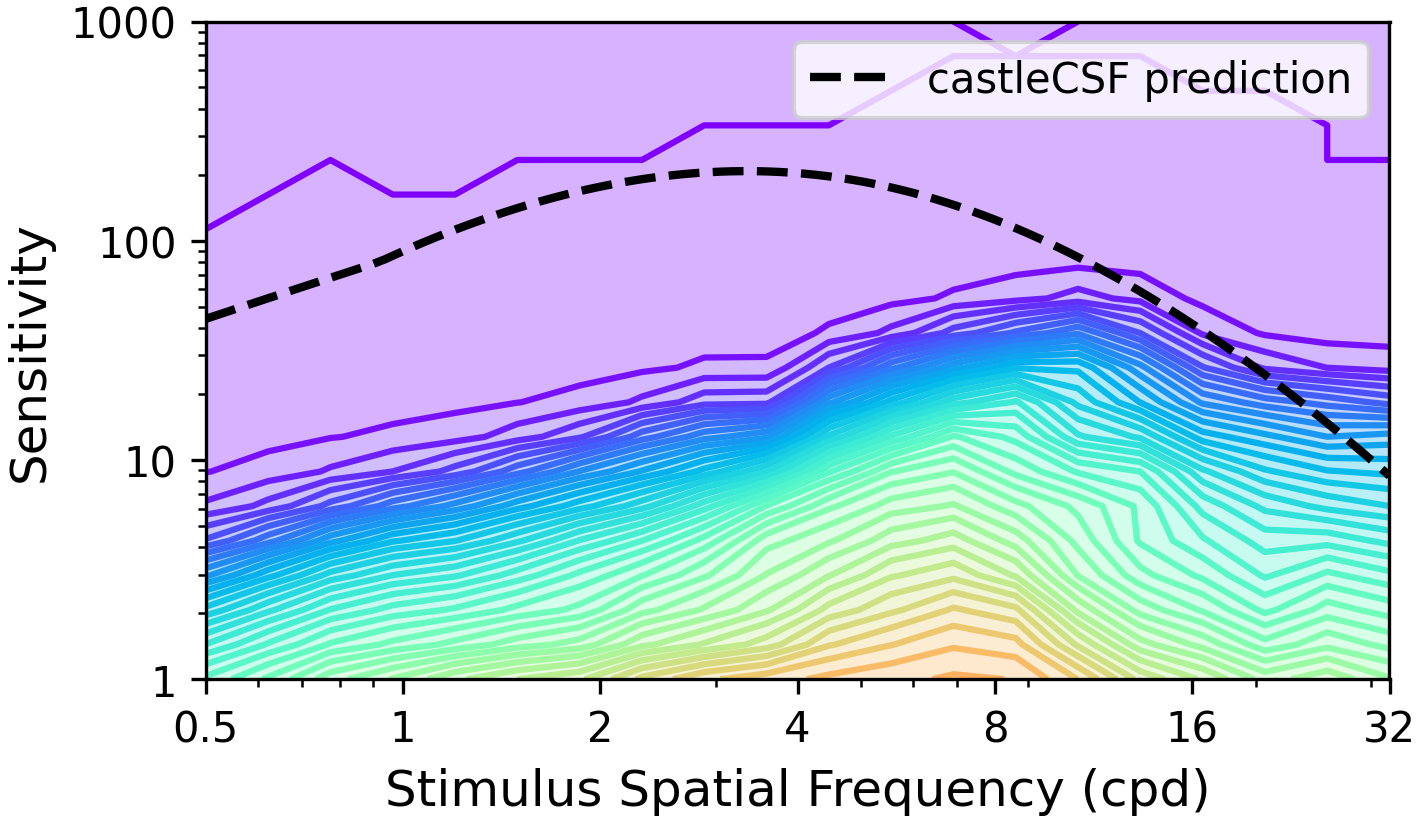 1000
100
10
1
Sensitivity
castleCSF prediction
0.5 1 2 4 8 16 32
Stimulus Spatial Frequency (cpd)